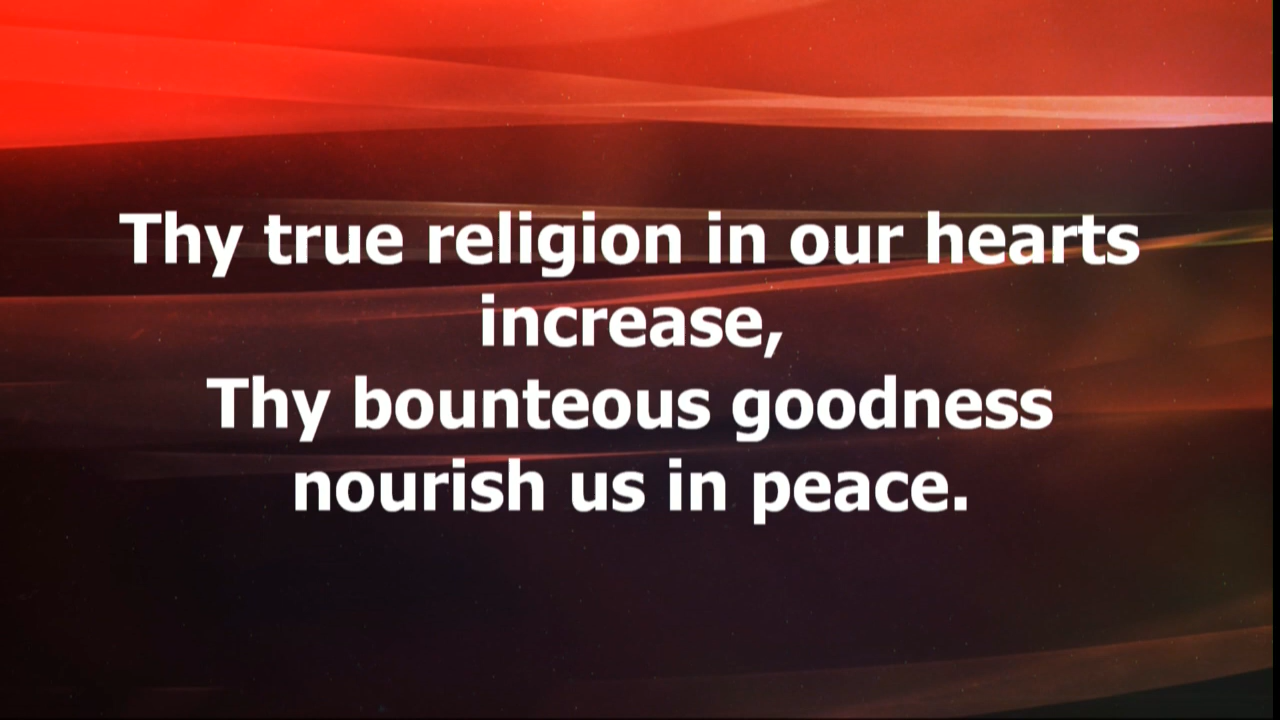 Thy true religion in our hearts
increase,
Thy bounteous goodness
nourish us in peace.